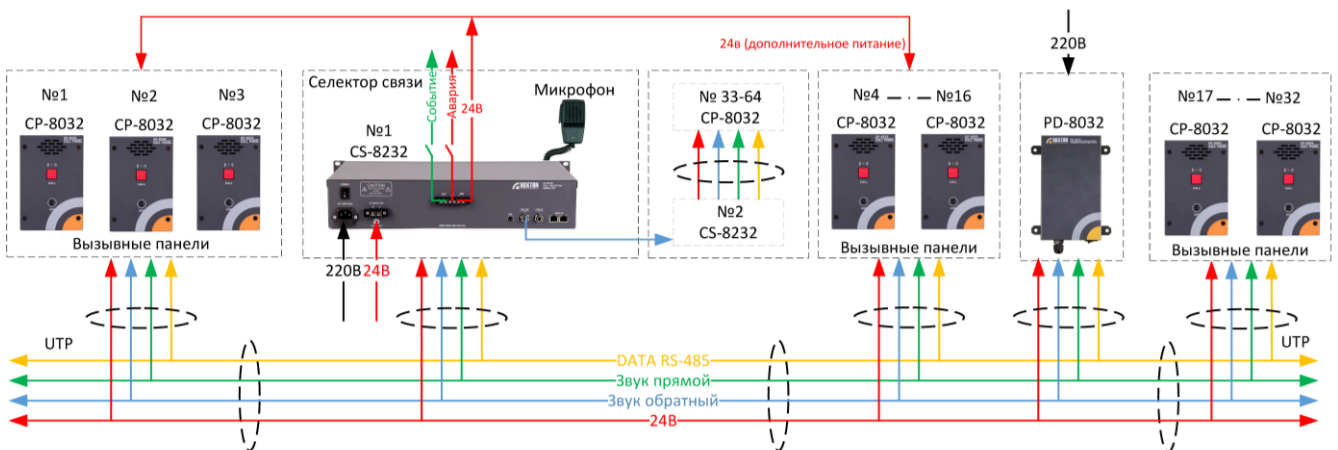 24в (дополнительное питание)
220В
№1
№2
№3
CP-8032
CP-8032
CP-8032
Вызывные панели
Селектор связи
Событие
Авария
24В
Микрофон
№1
CS-8232
ROXTON
220В
24В
№ 33-64
CP-8032
№2
CS-8232
№4
№16
CP-8032
CP-8032
Вызывные панели
PD-8032
№17
№32
CP-8032
CP-8032
Вызывные панели
UTP
UTP
DATA RS-485
Звук прямой
Звук обратный
24В